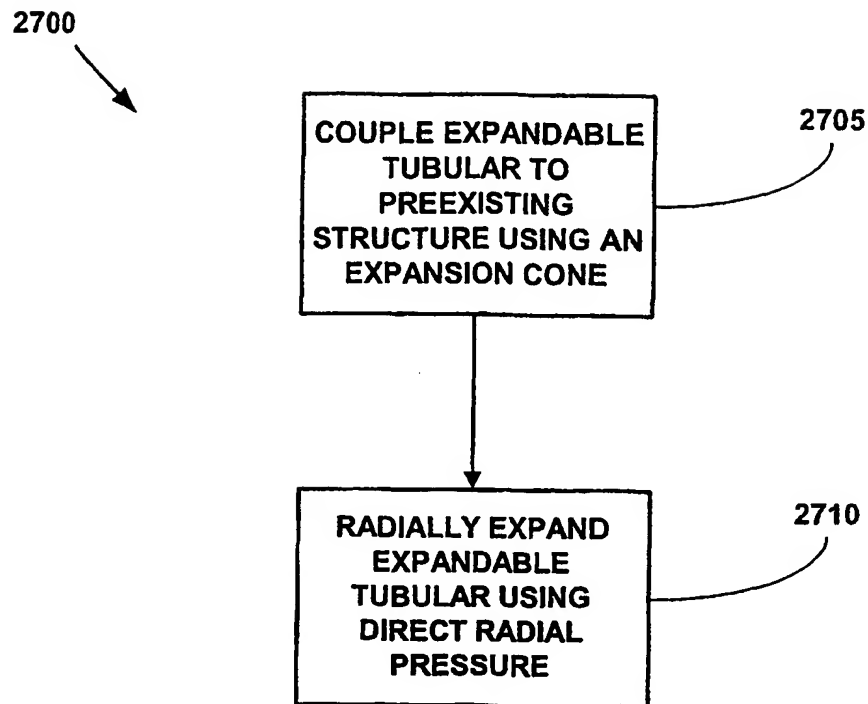 2700
COUPLE EXPANDABLE
TUBULAR TO
PREEXISTING
STRUCTURE USING AN
EXPANSION CONE
2705
RADIALLY EXPAND
EXPANDABLE
TUBULAR USING
DIRECT RADIAL
PRESSURE
2710